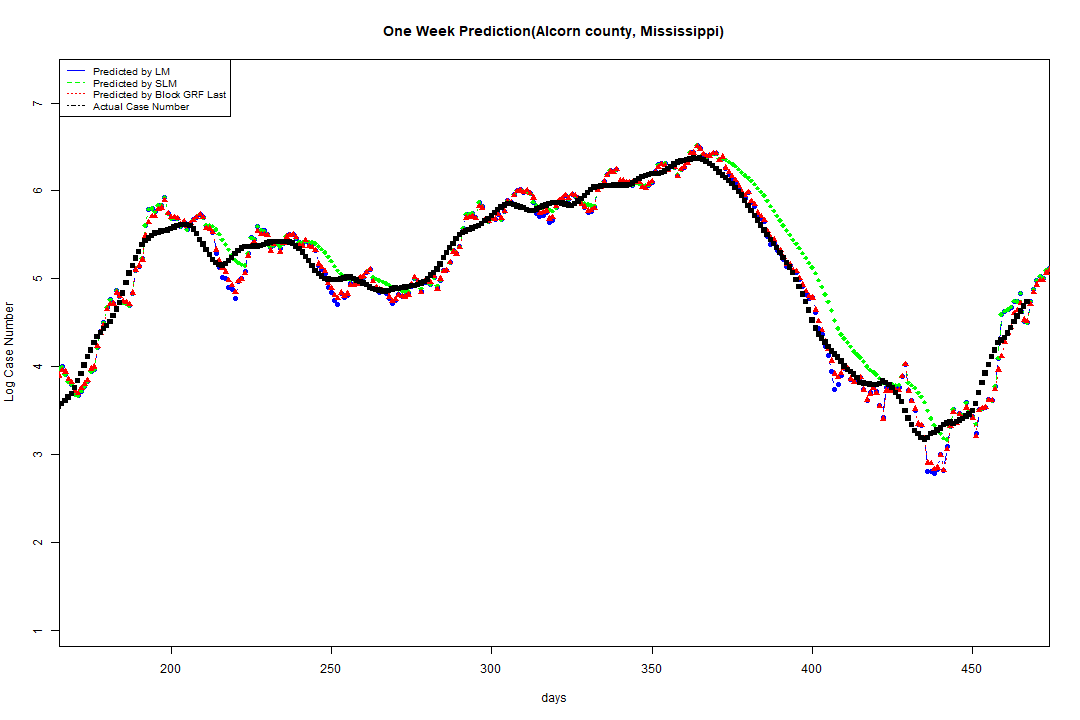 One Week Prediction(Alcorn county, Mississippi)
Predicted by LM
Predicted by SLM
Predicted by Block GRF Last
Actual Case Number
7
6
5
4
3
2
1
Log Case Number
200 250 300 350 400 450
days